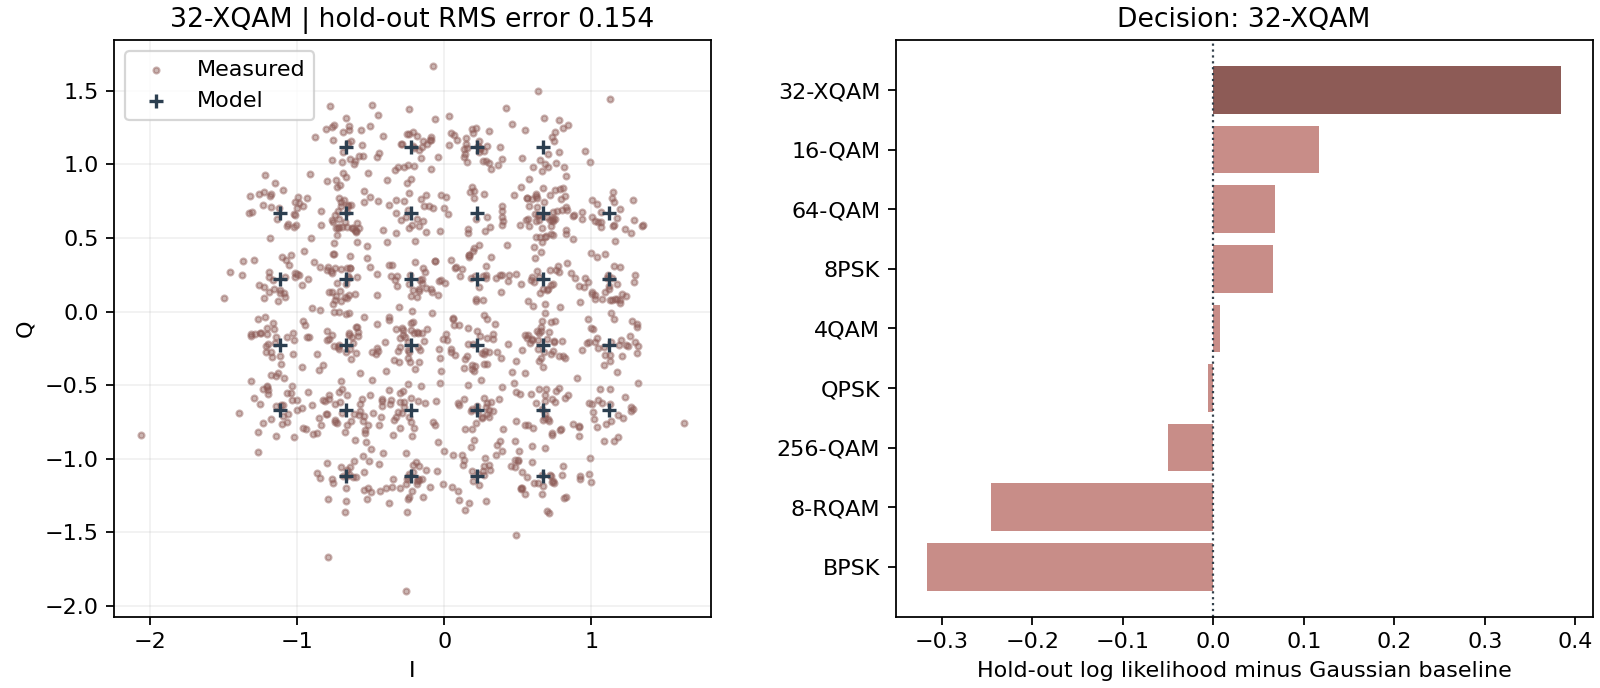 32-XQAM | hold-out RMS error 0.154
Measured
Model
1.5
1.0
0.5
0.0
−0.5
−1.0
−1.5
−2.0
Q
−2
−1
0
1
I
Decision: 32-XQAM
32-XQAM
16-QAM
64-QAM
8PSK
4QAM
QPSK
256-QAM
8-RQAM
BPSK
−0.3
−0.2
−0.1
0.0
0.1
0.2
0.3
0.4
Hold-out log likelihood minus Gaussian baseline